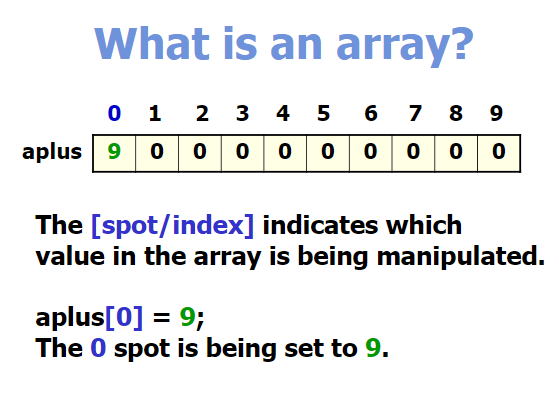 What is an array?
0 1 2 3 4 5 6 7 8 9
aplus 9 0 0 0 0 0 0 0 0 0
The [spot/index] indicates which
value in the array is being manipulated.
aplus[0] = 9;
The 0 spot is being set to 9.